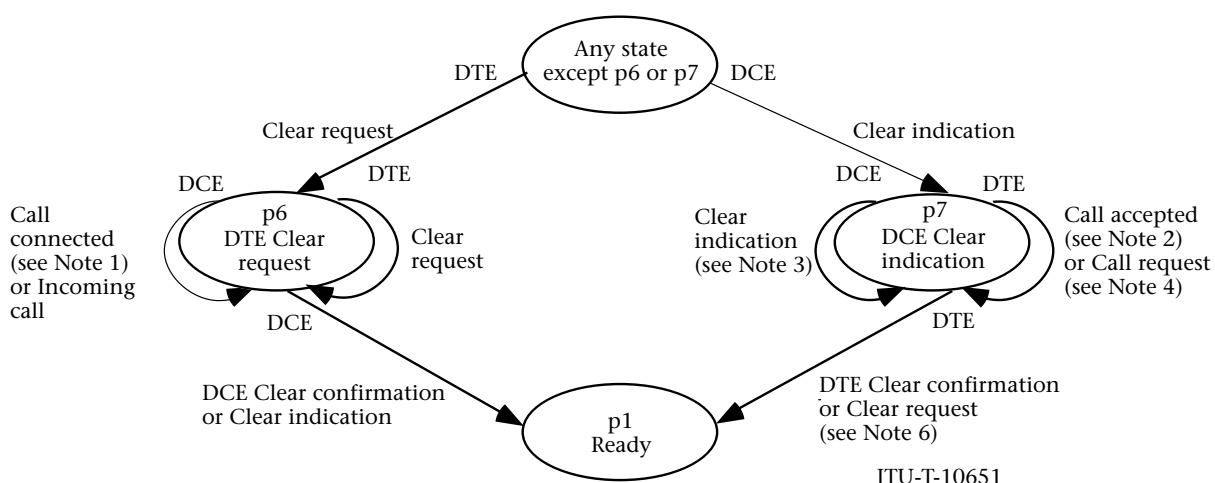 Any state
except p6 or p7
DTE
DCE
Clear request
Clear indication
DCE
DTE
DCE
DTE
Call
connected
(see Note 1)
or Incoming
call
p6
DTE Clear
request
Clear
request
Clear
indication
(see Note 3)
p7
DCE Clear
indication
Call accepted
(see Note 2)
or Call request
(see Note 4)
DCE
DTE
DCE Clear confirmation
or Clear indication
DTE Clear confirmation
or Clear request
(see Note 6)
p1
Ready
ITU-T-10651